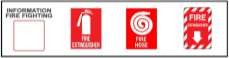 INFORMATION
FIRE FIGHTING
FIRE
EXTINGUISHER
FIRE
HOSE
FIRE
EXTINGUISHER